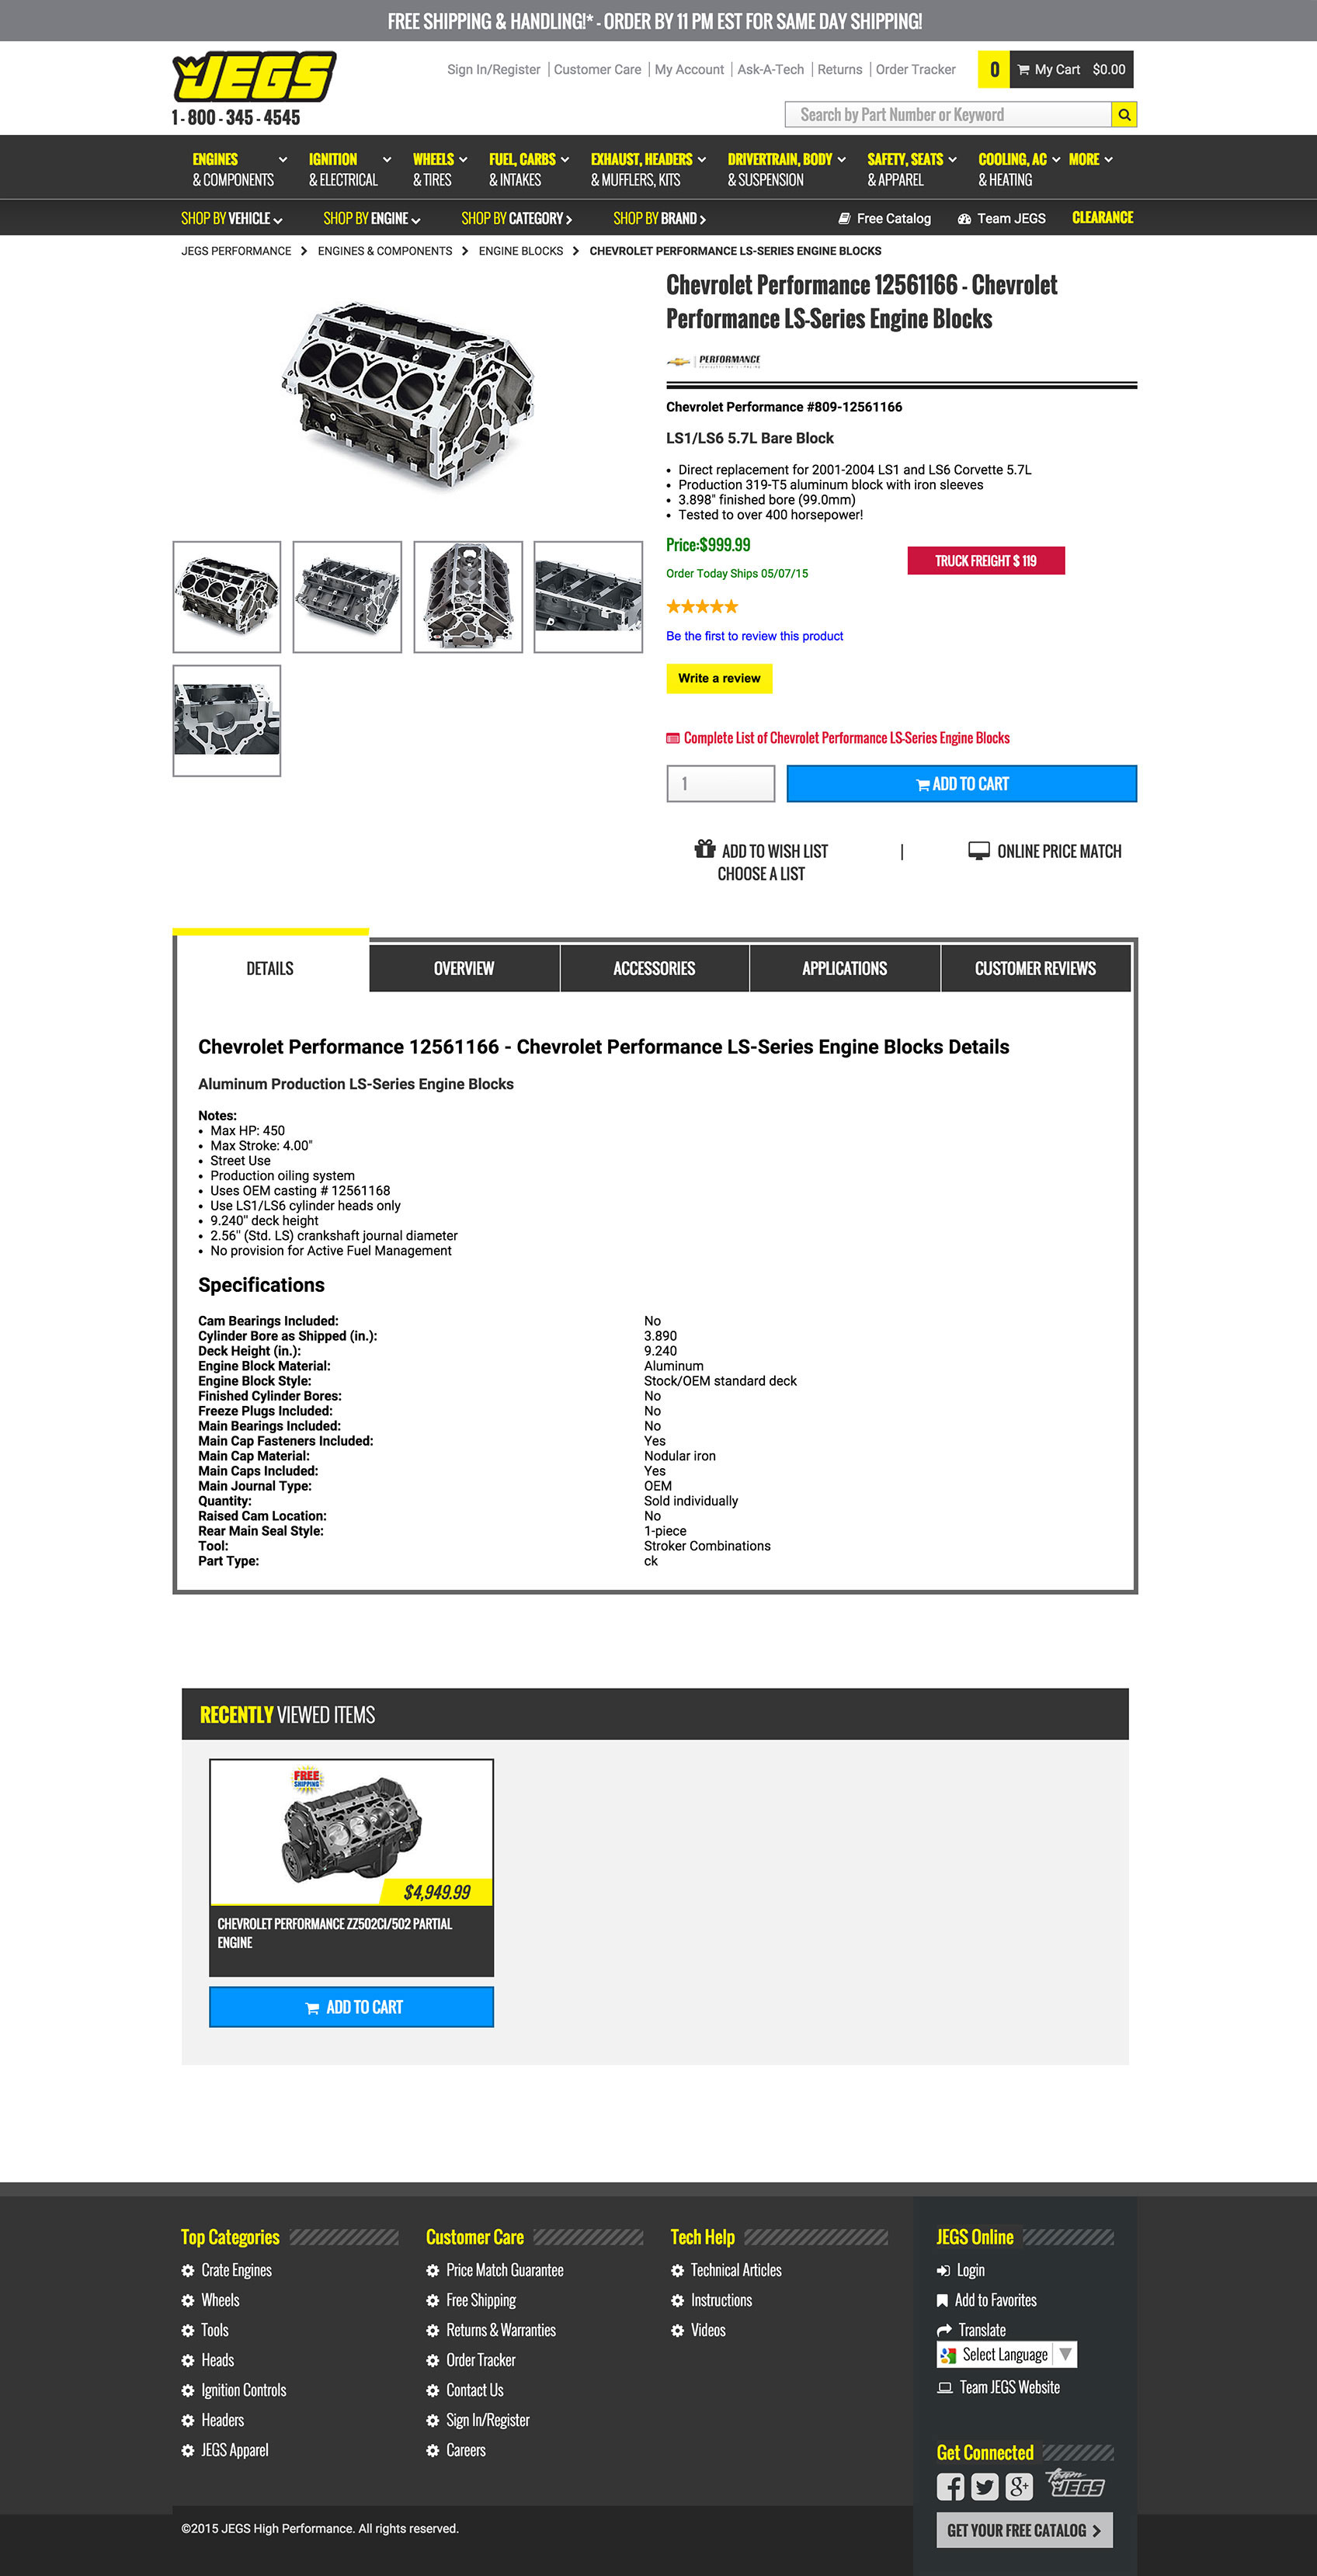 FREE SHIPPING & HANDLING!* - ORDER BY 11 PM EST FOR SAME DAY SHIPPING!
JEGS
1 - 800 - 345 - 4545
Sign In/Register | Customer Care | My Account | Ask-A-Tech | Returns | Order Tracker
0 My Cart $0.00
Search by Part Number or Keyword
ENGINES & COMPONENTS
IGNITION & ELECTRICAL
WHEELS & TIRES
FUEL, CARBS & INTAKES
EXHAUST, HEADERS & MUFFLERS, KITS
DRIVERTRAIN, BODY & SUSPENSION
SAFETY, SEATS & APPAREL
COOLING, AC & HEATING
MORE
SHOP BY VEHICLE SHOP BY ENGINE SHOP BY CATEGORY SHOP BY BRAND Free Catalog Team JEGS CLEARANCE
JEGS PERFORMANCE > ENGINES & COMPONENTS > ENGINE BLOCKS > CHEVROLET PERFORMANCE LS-SERIES ENGINE BLOCKS
Chevrolet Performance 12561166 - Chevrolet
Performance LS-Series Engine Blocks
PERFORMANCE
Chevrolet Performance #809-12561166
LS1/LS6 5.7L Bare Block
• Direct replacement for 2001-2004 LS1 and LS6 Corvette 5.7L
• Production 319-T5 aluminum block with iron sleeves
• 3.898" finished bore (99.0mm)
• Tested to over 400 horsepower!
Price:$999.99
TRUCK FREIGHT $ 119
Order Today Ships 05/07/15
Be the first to review this product
Write a review
Complete List of Chevrolet Performance LS-Series Engine Blocks
1 ADD TO CART
ADD TO WISH LIST | ONLINE PRICE MATCH
CHOOSE A LIST
DETAILS OVERVIEW ACCESSORIES APPLICATIONS CUSTOMER REVIEWS
Chevrolet Performance 12561166 - Chevrolet Performance LS-Series Engine Blocks Details
Aluminum Production LS-Series Engine Blocks
Notes:
• Max HP: 450
• Max Stroke: 4.00"
• Street Use
• Production oiling system
• Uses OEM casting # 12561168
• Use LS1/LS6 cylinder heads only
• 9.240" deck height
• 2.56" (Std. LS) crankshaft journal diameter
• No provision for Active Fuel Management
Specifications
Cam Bearings Included: No
Cylinder Bore as Shipped (in.): 3.890
Deck Height (in.): 9.240
Engine Block Material: Aluminum
Engine Block Style: Stock/OEM standard deck
Finished Cylinder Bores: No
Freeze Plugs Included: No
Main Bearings Included: No
Main Cap Fasteners Included: Yes
Main Cap Material: Nodular iron
Main Caps Included: Yes
Main Journal Type: OEM
Quantity: Sold individually
Raised Cam Location: No
Rear Main Seal Style: 1-piece
Tool: Stroker Combinations
Part Type: ck
RECENTLY VIEWED ITEMS
FREE SHIPPING
$4,949.99
CHEVROLET PERFORMANCE ZZ502CI/502 PARTIAL
ENGINE
ADD TO CART
Top Categories
Crate Engines
Wheels
Tools
Heads
Ignition Controls
Headers
JEGS Apparel
Customer Care
Price Match Guarantee
Free Shipping
Returns & Warranties
Order Tracker
Contact Us
Sign In/Register
Careers
Tech Help
Technical Articles
Instructions
Videos
JEGS Online
Login
Add to Favorites
Translate
Select Language ▼
Team JEGS Website
Get Connected
Team JEGS
GET YOUR FREE CATALOG >
©2015 JEGS High Performance. All rights reserved.